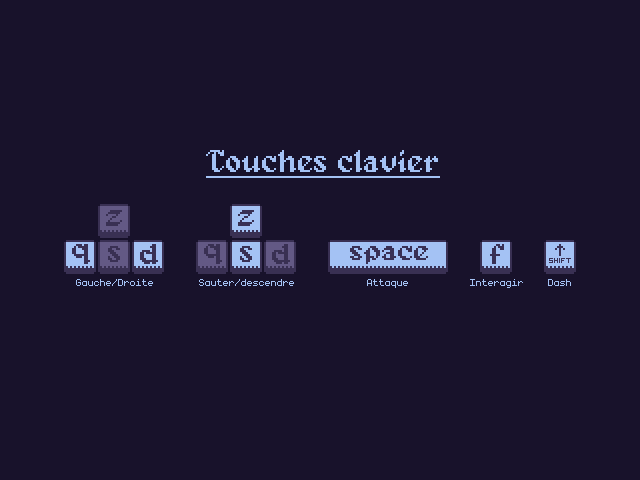 Touches clavier
z z
q s d q s d space f ↑ SHIFT
Gauche/Droite Sauter/descendre Attaque Interagir Dash